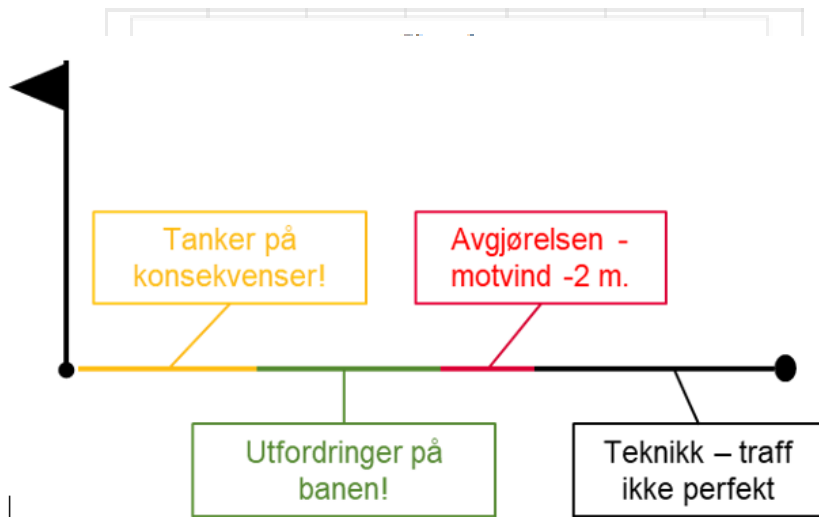 Tanker på
konsekvenser!
Avgjørelsen -
motvind -2 m.
Utfordringer på
banen!
Teknikk – traff
ikke perfekt